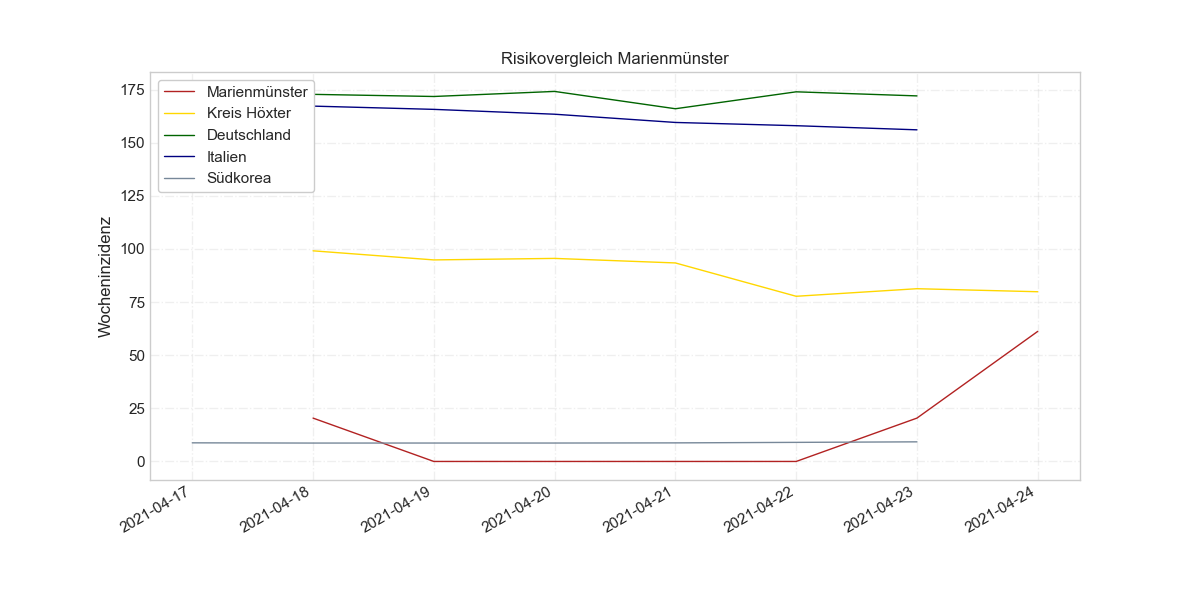 Risikovergleich Marienmünster
Marienmünster
Kreis Höxter
Deutschland
Italien
Südkorea
Wocheninzidenz
175
150
125
100
75
50
25
0
2021-04-17
2021-04-18
2021-04-19
2021-04-20
2021-04-21
2021-04-22
2021-04-23
2021-04-24